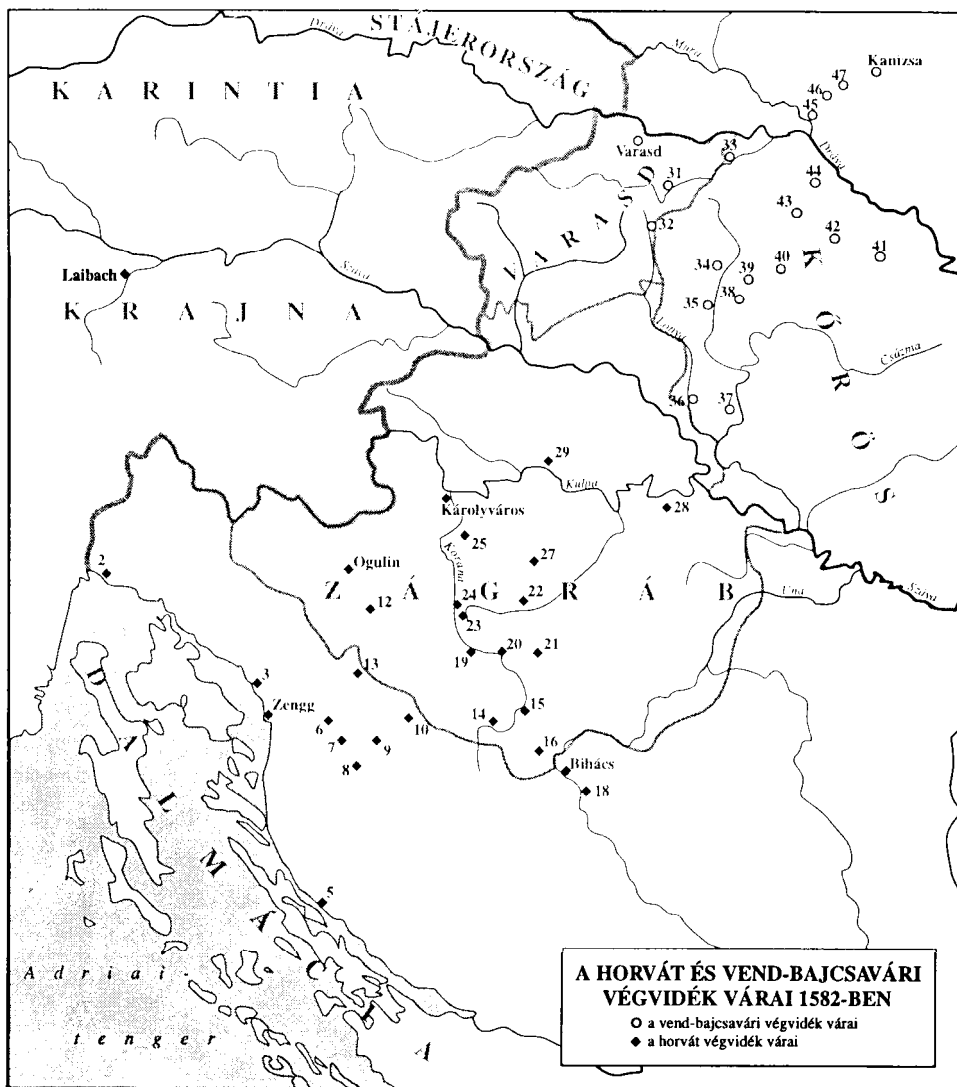 STÁJERORSZÁG
Dráva
Mura
Kanizsa
KARINTIA
47
46
45
Varasd
33
Dráva
31
44
VARASD
43
32
42
41
Laibach
Száva
34
40
39
KRAJNA
38
35
KŐRÖS
Lonya
Csázma
36
37
29
Kulpa
Károlyváros
28
25
Korana
27
2
Ogulin
ZÁGRÁB
24
22
Una
Száva
12
23
19
20
21
13
3
Zengg
6
10
14
15
7
9
16
8
Bihács
18
DALMÁCIA
5
Adriai-
tenger
A HORVÁT ÉS VEND-BAJCSAVÁRI
VÉGVIDÉK VÁRAI 1582-BEN
a vend-bajcsavári végvidék várai
a horvát végvidék várai